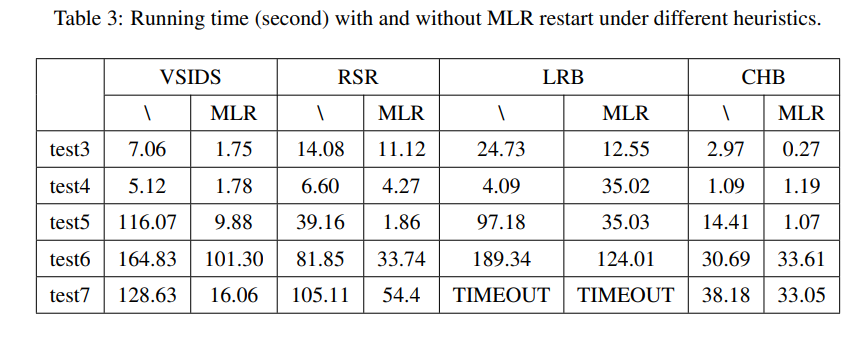 Table 3: Running time (second) with and without MLR restart under different heuristics.
VSIDS RSR LRB CHB
\ MLR \ MLR \ MLR \ MLR
test3 7.06 1.75 14.08 11.12 24.73 12.55 2.97 0.27
test4 5.12 1.78 6.60 4.27 4.09 35.02 1.09 1.19
test5 116.07 9.88 39.16 1.86 97.18 35.03 14.41 1.07
test6 164.83 101.30 81.85 33.74 189.34 124.01 30.69 33.61
test7 128.63 16.06 105.11 54.4 TIMEOUT TIMEOUT 38.18 33.05